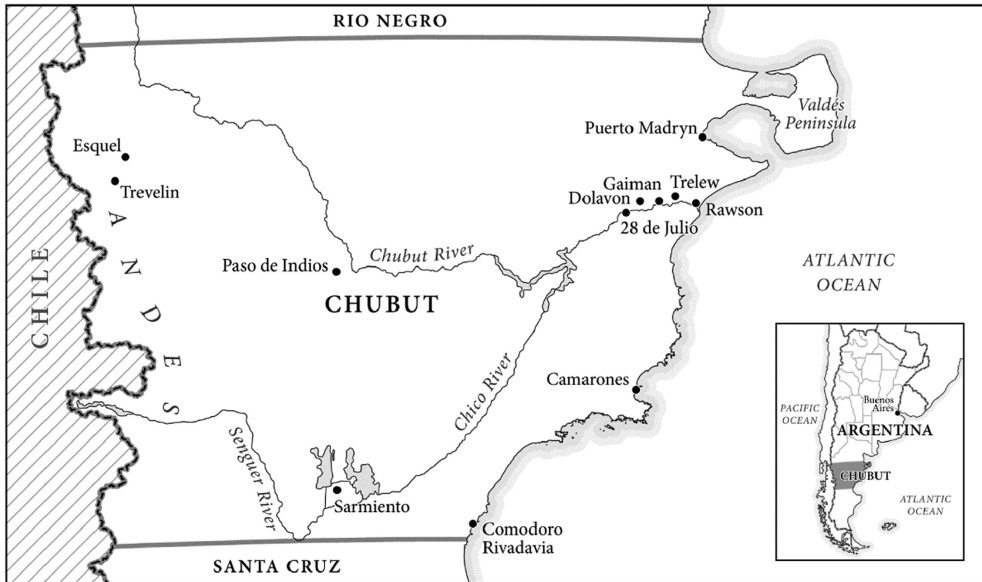 RIO NEGRO
Valdés
Peninsula
Puerto Madryn
Esquel
Trevelin
Gaiman
Trelew
Dolavon
Rawson
28 de Julio
ANDES
CHILE
Chubut River
Paso de Indios
CHUBUT
ATLANTIC
OCEAN
Camarones
Chico River
Senguer River
Sarmiento
Comodoro
Rivadavia
SANTA CRUZ
Buenos
Aires
PACIFIC
OCEAN
ARGENTINA
CHUBUT
ATLANTIC
OCEAN